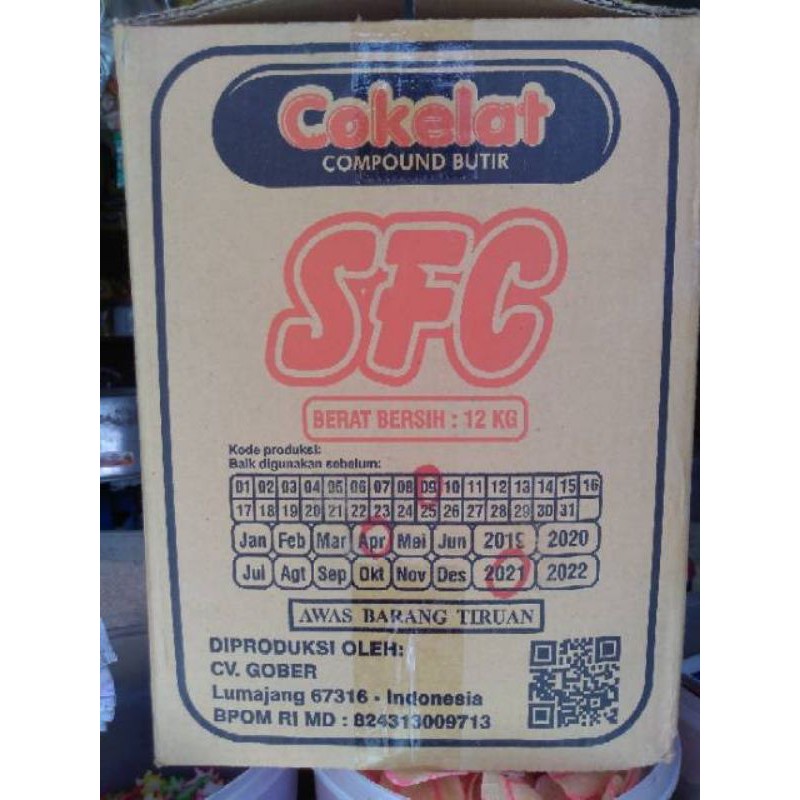 Cokelat
COMPOUND BUTIR
SFC
BERAT BERSIH : 12 KG
Kode produksi:
Baik digunakan sebelum:
01 02 03 04 05 06 07 08 09 10 11 12 13 14 15 16
17 18 19 20 21 22 23 24 25 26 27 28 29 30 31
Jan Feb Mar Apr Mei Jun 2019 2020
Jul Agt Sep Okt Nov Des 2021 2022
AWAS BARANG TIRUAN
DIPRODUKSI OLEH:
CV. GOBER
Lumajang 67316 - Indonesia
BPOM RI MD : 824313009713